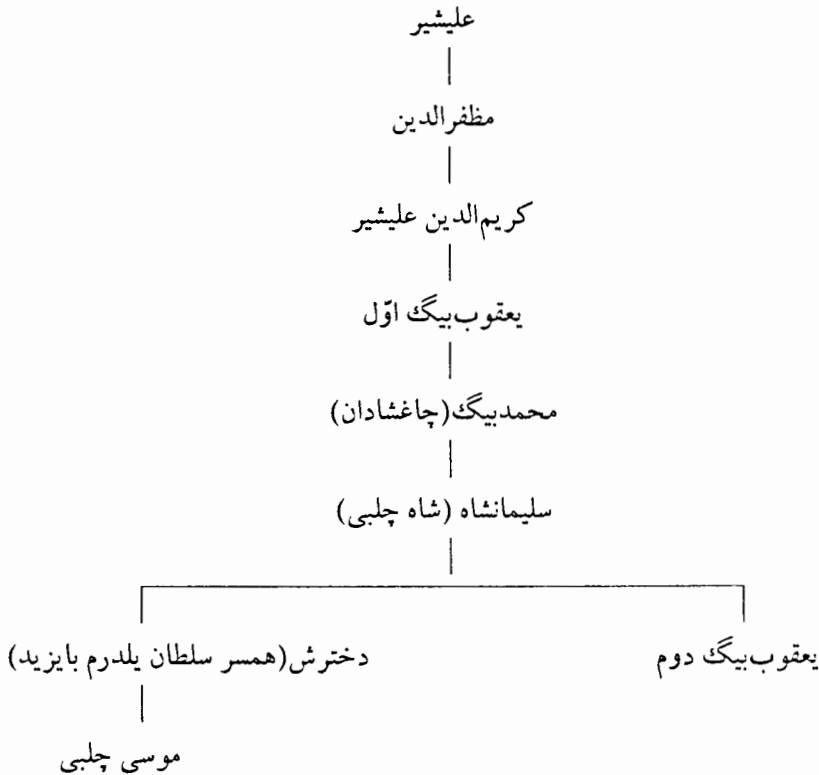 علیشیر
مظفرالدین
کریم‌الدین علیشیر
یعقوب‌بیگ اوّل
محمدبیگ(چاغشادان)
سلیمانشاه (شاه چلبی)
یعقوب‌بیگ دوم
دخترش(همسر سلطان یلدرم بایزید)
موسی چلبی